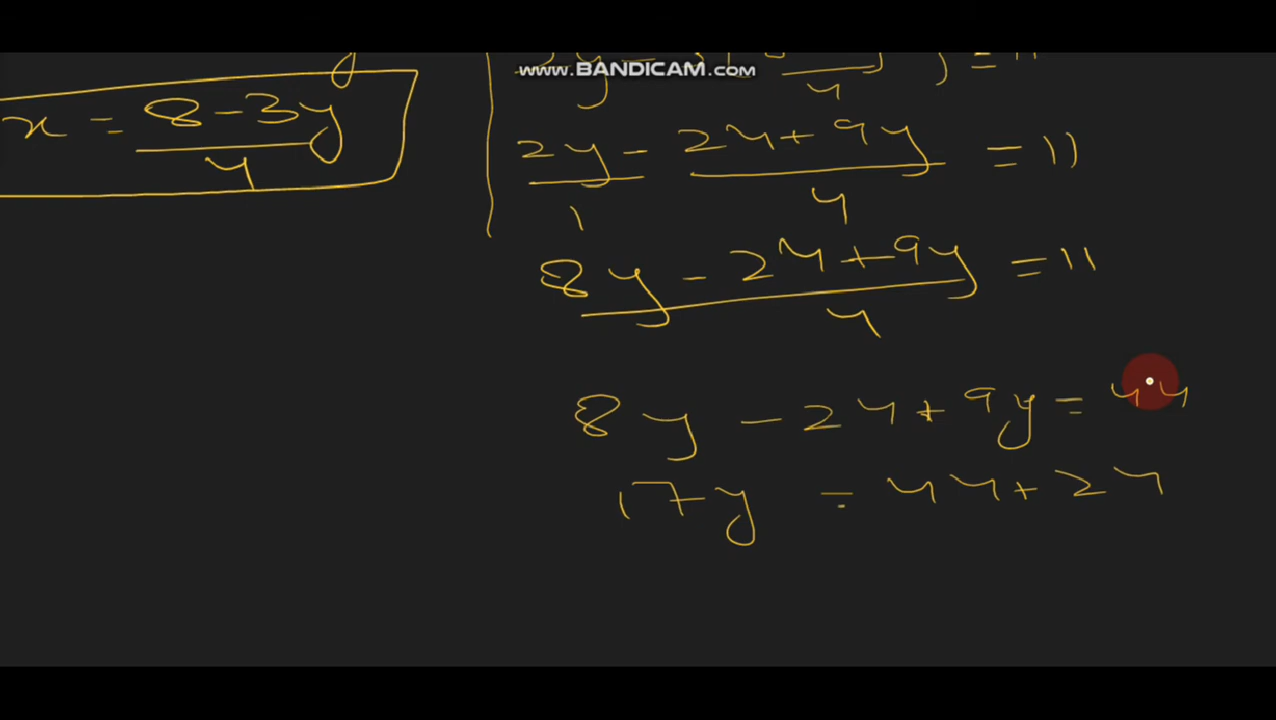 www.BANDICAM.com
x = 8 - 3y / 4
2y / 1 - 24 + 9y / 4 = 11
8y - 24 + 9y / 4 = 11
8y - 24 + 9y = 44
17y = 44 + 24